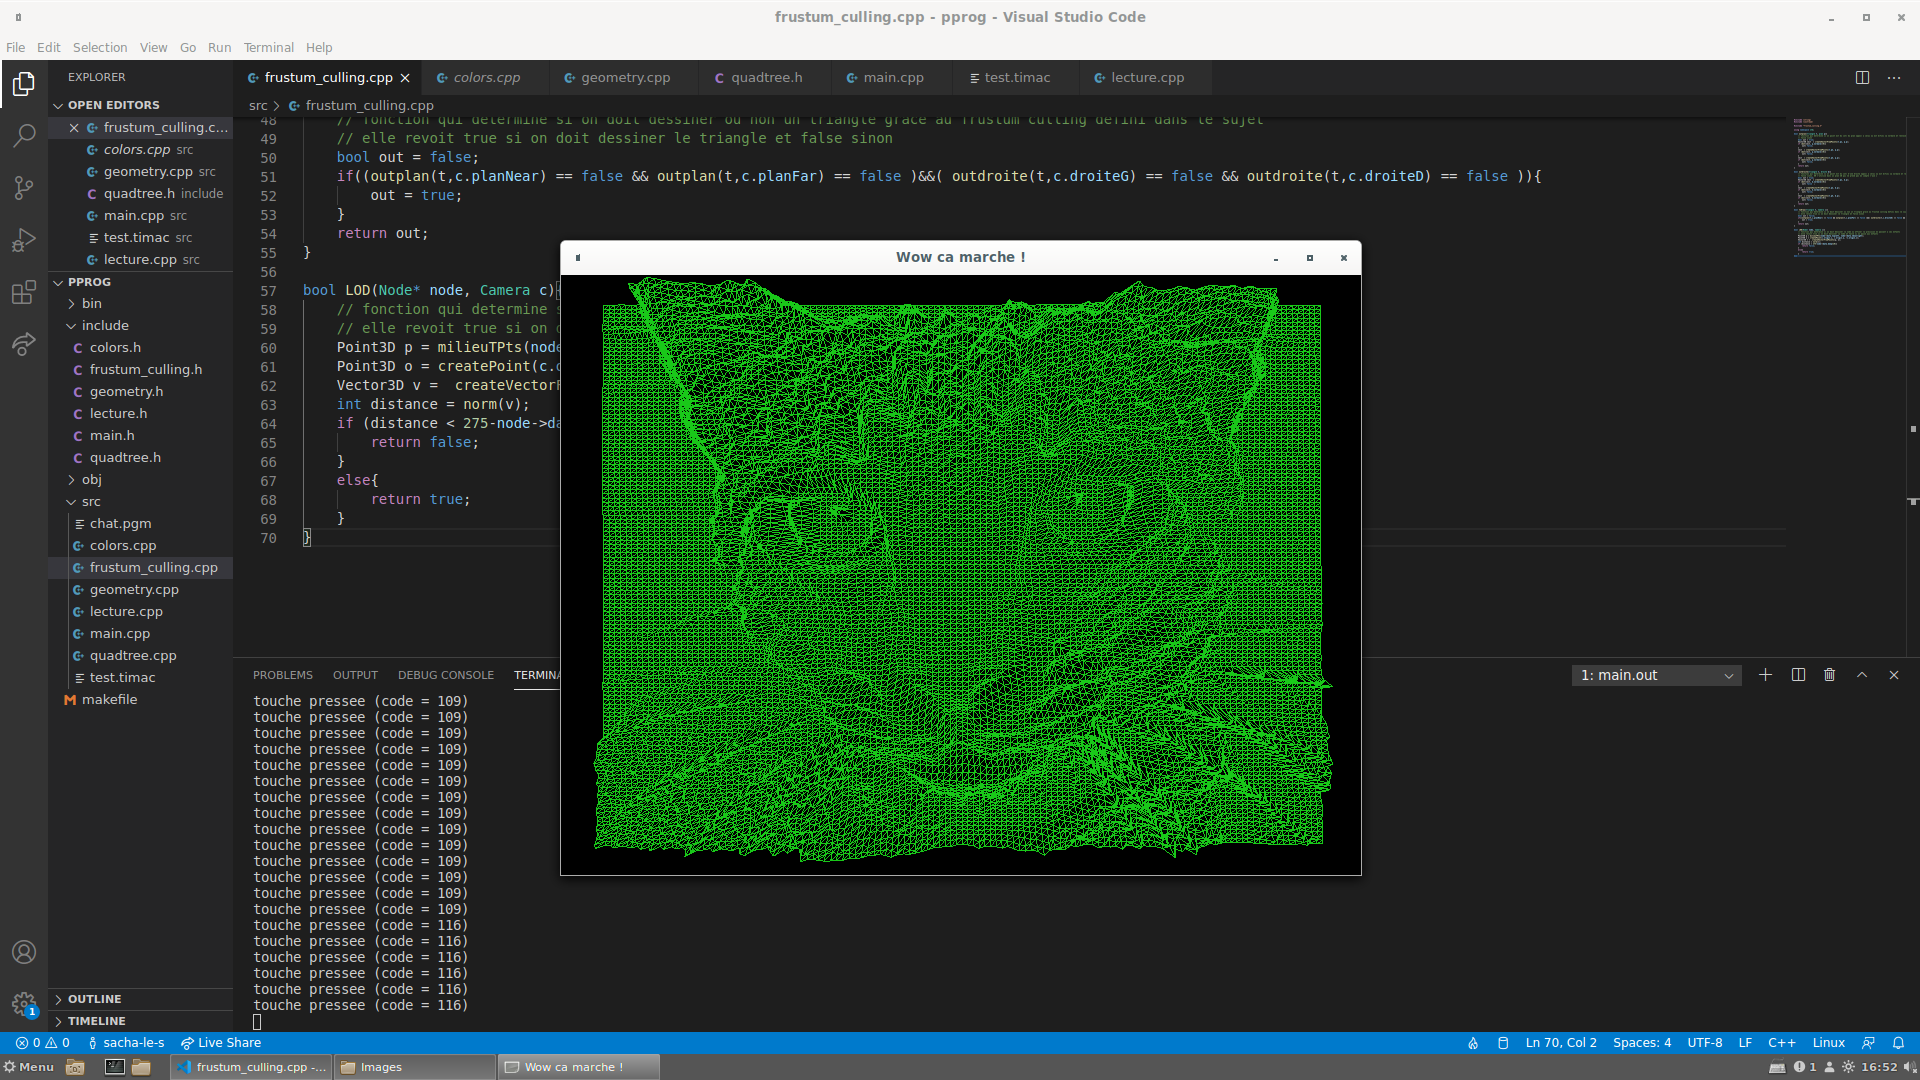 frustum_culling.cpp - pprog - Visual Studio Code
File Edit Selection View Go Run Terminal Help
EXPLORER
OPEN EDITORS
frustum_culling.c...
colors.cpp src
geometry.cpp src
quadtree.h include
main.cpp src
test.timac src
lecture.cpp src
PPROG
bin
include
colors.h
frustum_culling.h
geometry.h
lecture.h
main.h
quadtree.h
obj
src
chat.pgm
colors.cpp
frustum_culling.cpp
geometry.cpp
lecture.cpp
main.cpp
quadtree.cpp
test.timac
makefile
OUTLINE
TIMELINE
frustum_culling.cpp colors.cpp geometry.cpp quadtree.h main.cpp test.timac lecture.cpp
src > frustum_culling.cpp
48 // fonction qui determine si on doit dessiner ou non un triangle grace au frustum culling defini dans le sujet
49 // elle revoit true si on doit dessiner le triangle et false sinon
50 bool out = false;
51 if((outplan(t,c.planNear) == false && outplan(t,c.planFar) == false )&&( outdroite(t,c.droiteG) == false && outdroite(t,c.droiteD) == false )){
52 out = true;
53 }
54 return out;
55 }
56
57 bool LOD(Node* node, Camera c)
58 // fonction qui determine
59 // elle revoit true si on
60 Point3D p = milieuTPts(node
61 Point3D o = createPoint(c.
62 Vector3D v = createVector
63 int distance = norm(v);
64 if (distance < 275-node->da
65 return false;
66 }
67 else{
68 return true;
69 }
70 }
Wow ca marche !
PROBLEMS OUTPUT DEBUG CONSOLE TERMINA
1: main.out
touche pressee (code = 109)
touche pressee (code = 109)
touche pressee (code = 109)
touche pressee (code = 109)
touche pressee (code = 109)
touche pressee (code = 109)
touche pressee (code = 109)
touche pressee (code = 109)
touche pressee (code = 109)
touche pressee (code = 109)
touche pressee (code = 109)
touche pressee (code = 109)
touche pressee (code = 109)
touche pressee (code = 109)
touche pressee (code = 116)
touche pressee (code = 116)
touche pressee (code = 116)
touche pressee (code = 116)
touche pressee (code = 116)
touche pressee (code = 116)
1
0 0 sacha-le-s Live Share
Ln 70, Col 2 Spaces: 4 UTF-8 LF C++ Linux
Menu frustum_culling.cpp -... Images Wow ca marche ! 1 16:52